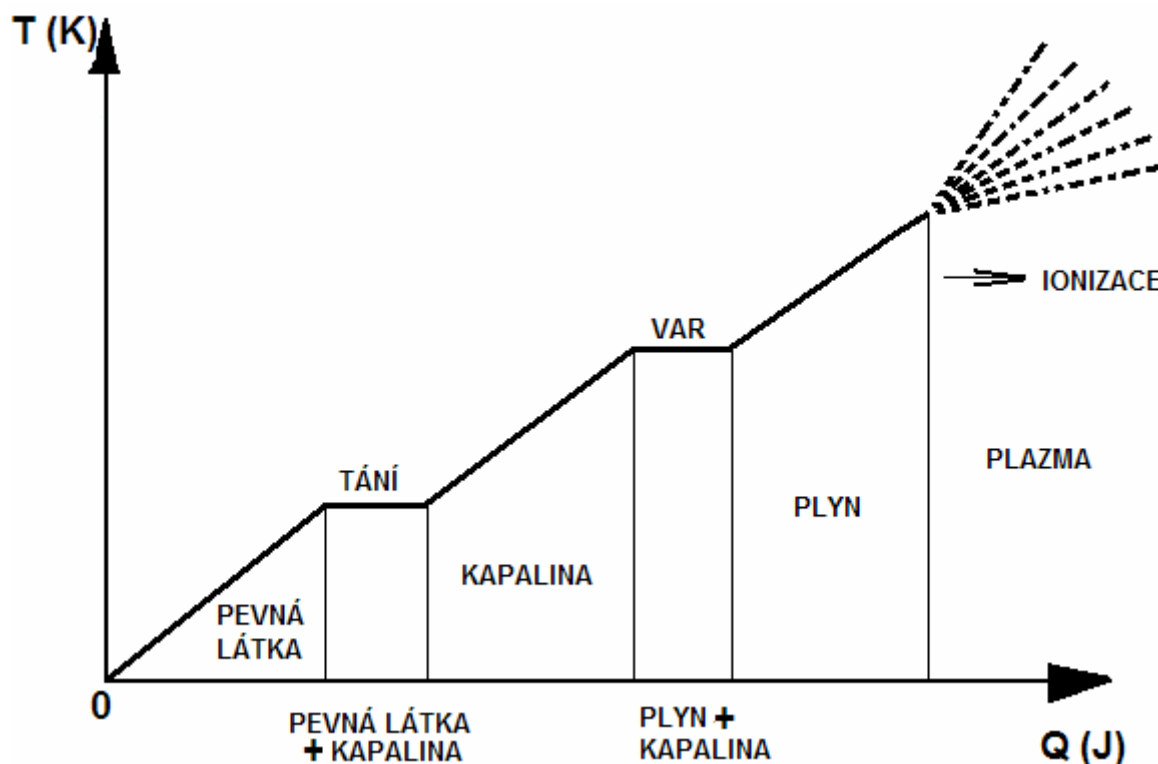 T (K)
IONIZACE
VAR
PLAZMA
TÁNÍ
PLYN
KAPALINA
PEVNÁ
LÁTKA
0
PEVNÁ LÁTKA
+ KAPALINA
PLYN +
KAPALINA
Q (J)